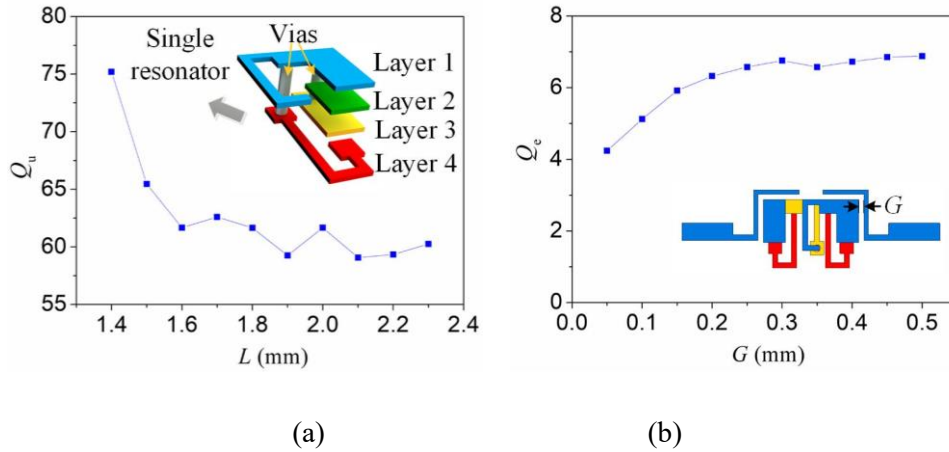 80
75
70
65
60
55
Qu
1.4 1.6 1.8 2.0 2.2 2.4
L (mm)
Single
resonator
Vias
Layer 1
Layer 2
Layer 3
Layer 4
(a)
8
6
4
2
0
Qe
0.0 0.1 0.2 0.3 0.4 0.5
G (mm)
G
(b)